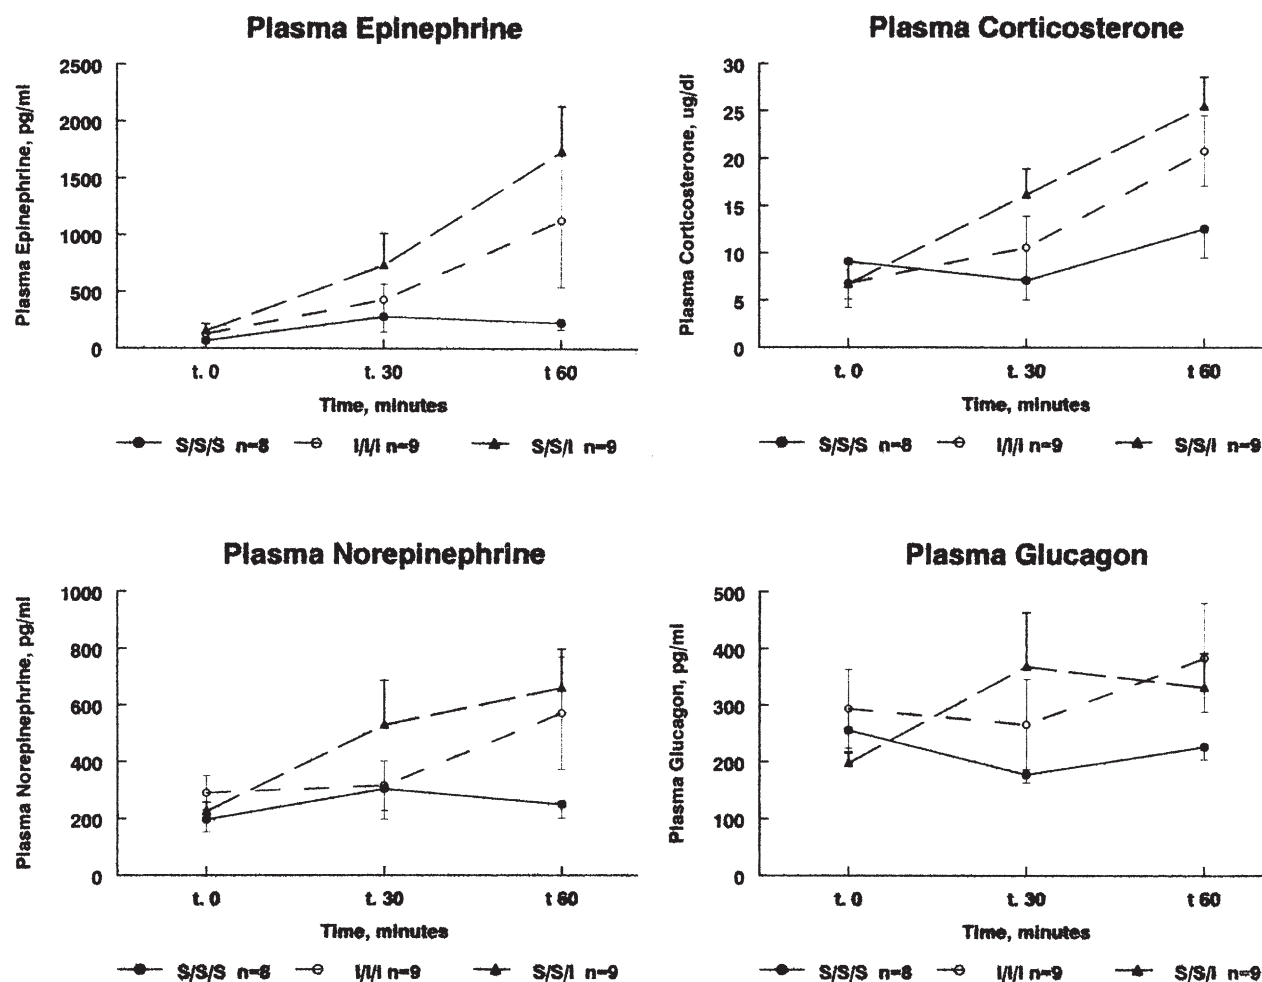 Plasma Epinephrine
Plasma Epinephrine, pg/ml
2500
2000
1500
1000
500
0
t. 0 t. 30 t 60
Time, minutes
S/S/S n=8 I/I/I n=9 S/S/I n=9
Plasma Corticosterone
Plasma Corticosterone, ug/dl
30
25
20
15
10
5
0
t. 0 t. 30 t 60
Time, minutes
S/S/S n=8 I/I/I n=9 S/S/I n=9
Plasma Norepinephrine
Plasma Norepinephrine, pg/ml
1000
800
600
400
200
0
t. 0 t. 30 t 60
Time, minutes
S/S/S n=8 I/I/I n=9 S/S/I n=9
Plasma Glucagon
Plasma Glucagon, pg/ml
500
400
300
200
100
0
t. 0 t. 30 t 60
Time, minutes
S/S/S n=8 I/I/I n=9 S/S/I n=9